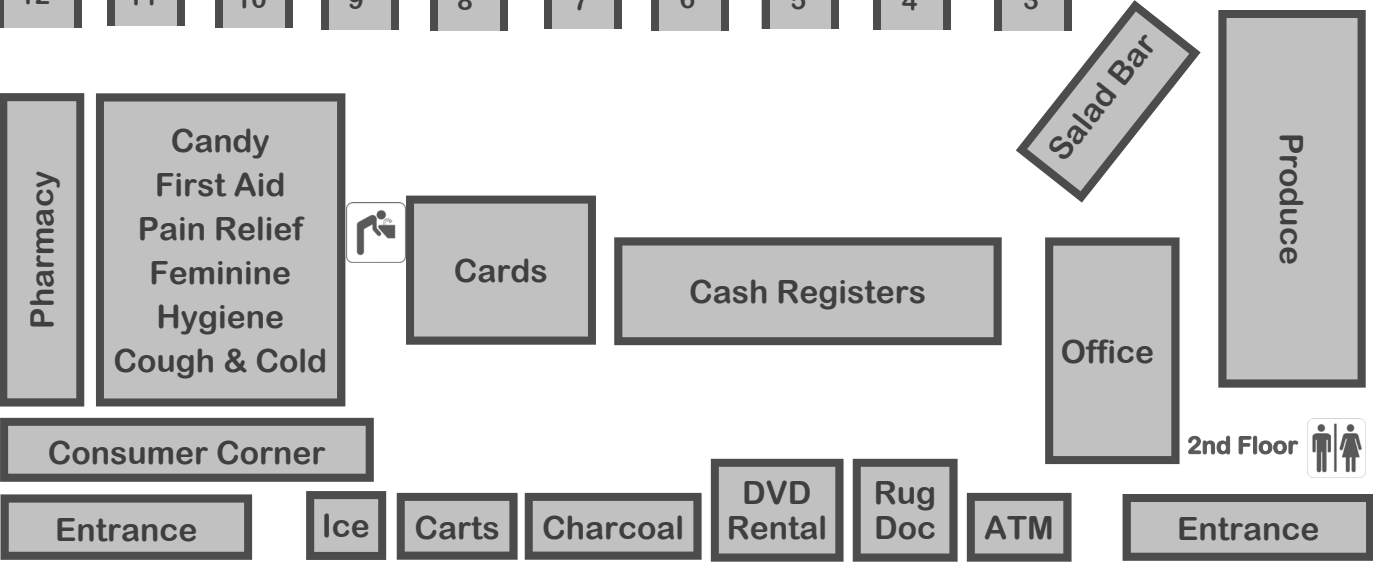 12 11 10 9 8 7 6 5 4 3
Salad Bar
Produce
Pharmacy
Candy
First Aid
Pain Relief
Feminine
Hygiene
Cough & Cold
Cards
Cash Registers
Office
Consumer Corner
2nd Floor
Entrance
Ice
Carts
Charcoal
DVD
Rental
Rug
Doc
ATM
Entrance